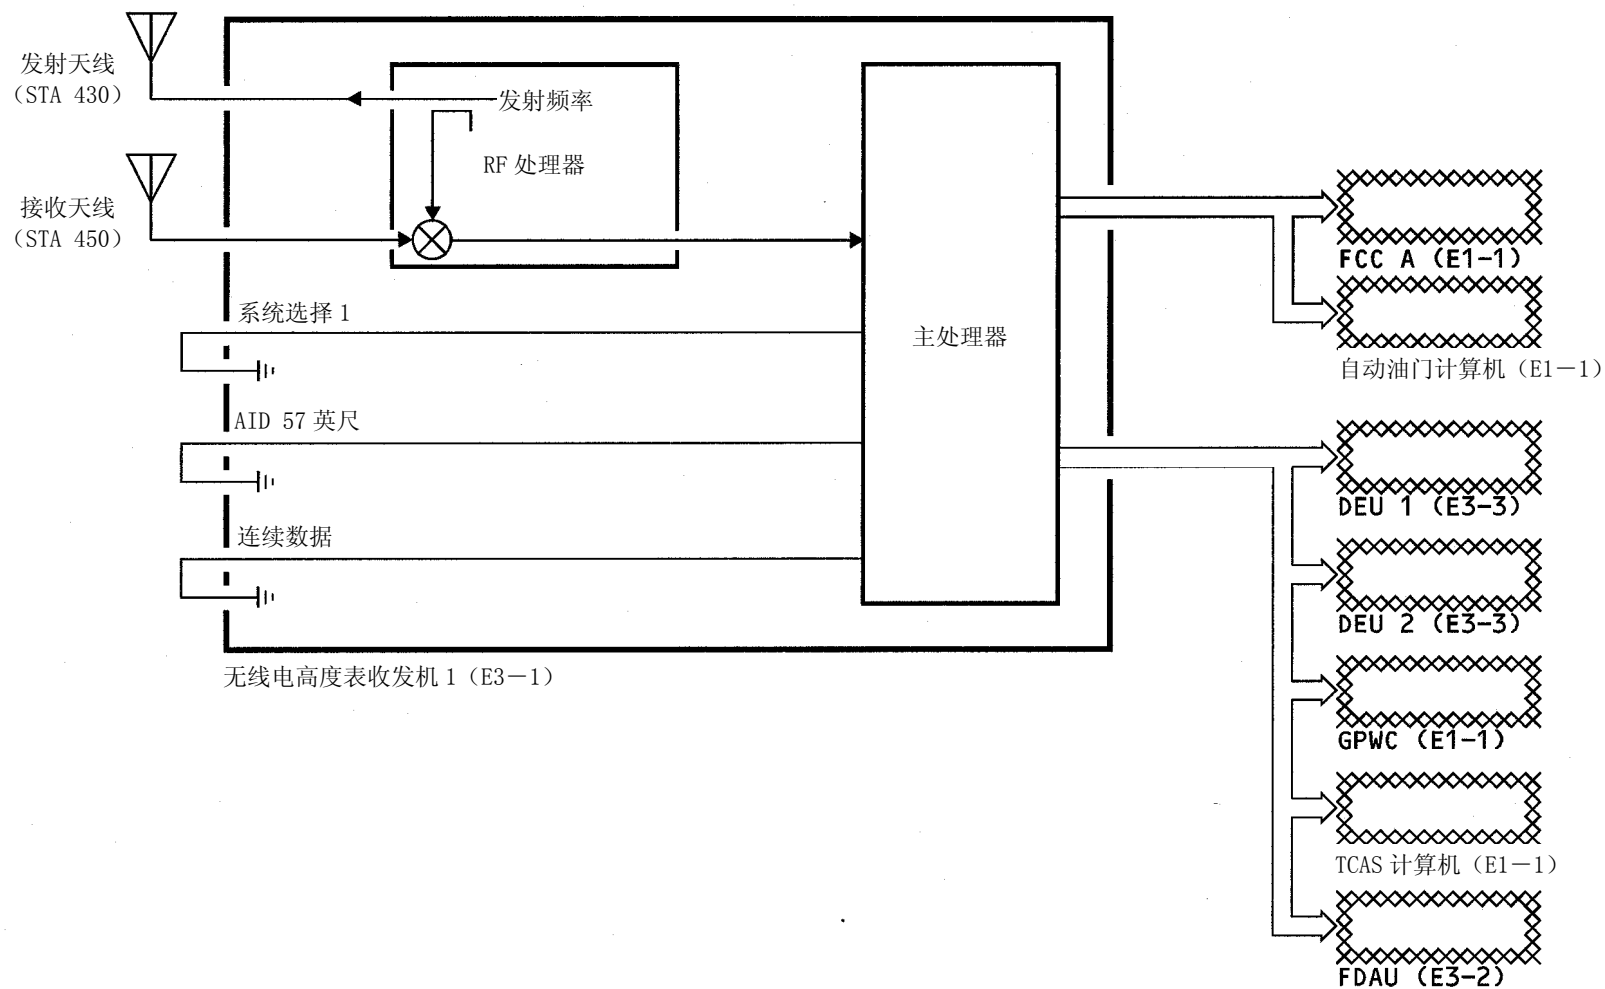 发射天线
(STA 430)
发射频率
RF 处理器
接收天线
(STA 450)
系统选择 1
AID 57 英尺
连续数据
主处理器
无线电高度表收发机 1（E3－1）
FCC A (E1-1)
自动油门计算机（E1－1）
DEU 1 (E3-3)
DEU 2 (E3-3)
GPWC (E1-1)
TCAS 计算机（E1－1）
FDAU (E3-2)